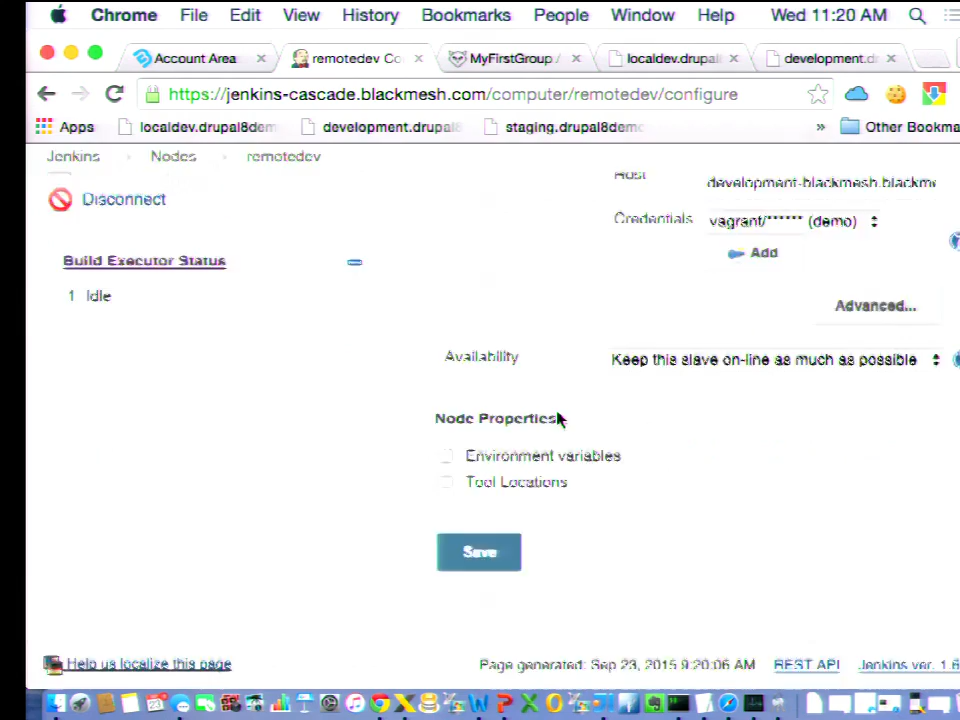 Chrome File Edit View History Bookmarks People Window Help Wed 11:20 AM
Account Area remotedev Co MyFirstGroup / localdev.drupal development.dr
https://jenkins-cascade.blackmesh.com/computer/remotedev/configure
Apps localdev.drupal8dem development.drupal staging.drupal8demo » Other Bookma
Jenkins Nodes remotedev
Host development-blackmesh.blackme
Disconnect
Credentials vagrant/****** (demo)
Add
Build Executor Status
1 Idle
Advanced...
Availability Keep this slave on-line as much as possible
Node Properties
Environment variables
Tool Locations
Save
Help us localize this page Page generated: Sep 23, 2015 9:20:06 AM REST API Jenkins ver. 1.6